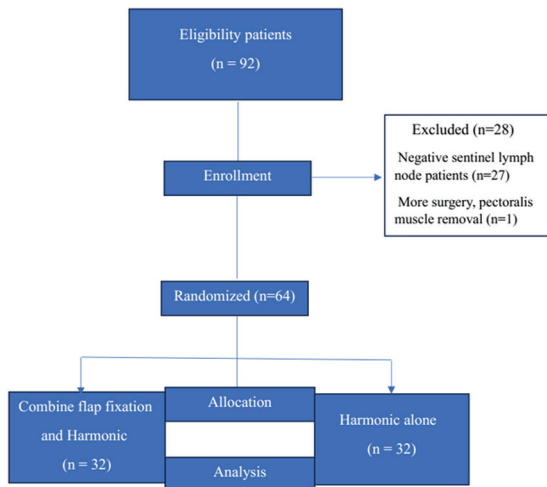 Eligibility patients
(n = 92)
Excluded (n=28)
Negative sentinel lymph
node patients (n=27)
More surgery, pectoralis
muscle removal (n=1)
Enrollment
Randomized (n=64)
Combine flap fixation
and Harmonic
(n = 32)
Allocation
Harmonic alone
(n = 32)
Analysis